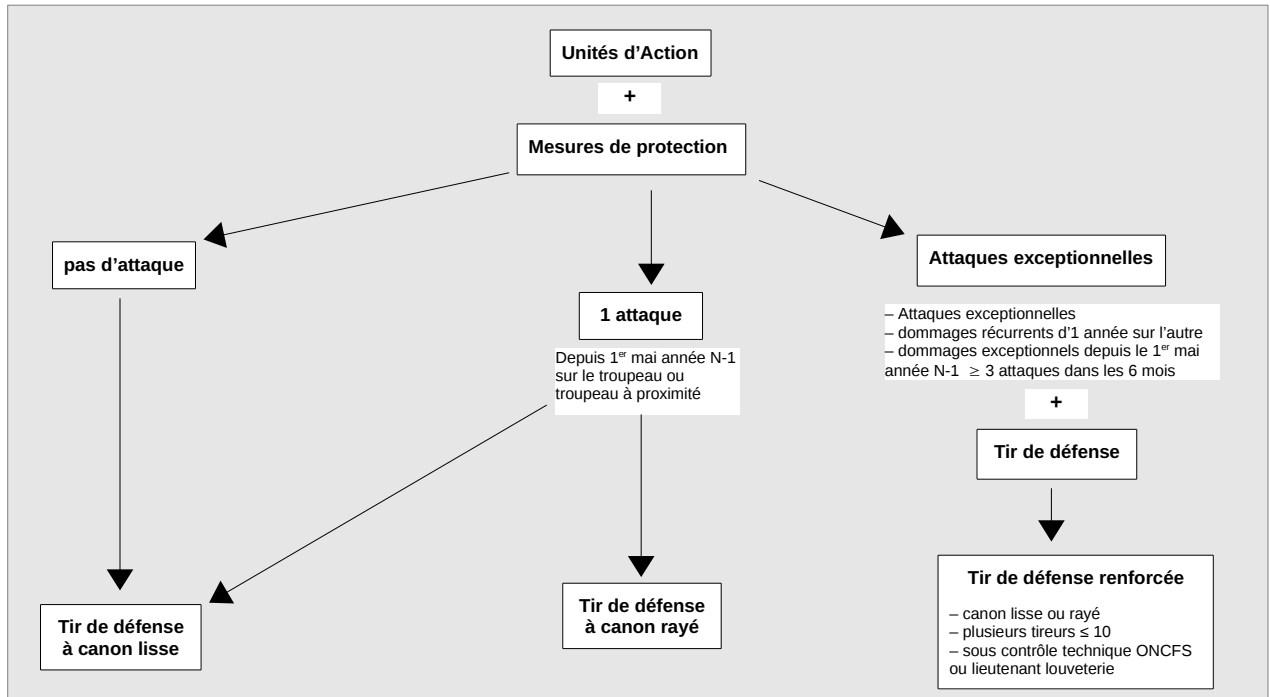 Unités d’Action
+
Mesures de protection
pas d’attaque
1 attaque
Depuis 1er mai année N-1
sur le troupeau ou
troupeau à proximité
Attaques exceptionnelles
– Attaques exceptionnelles
– dommages récurrents d’1 année sur l’autre
– dommages exceptionnels depuis le 1er mai
année N-1 ≥ 3 attaques dans les 6 mois
+
Tir de défense
Tir de défense
à canon lisse
Tir de défense
à canon rayé
Tir de défense renforcée
– canon lisse ou rayé
– plusieurs tireurs ≤ 10
– sous contrôle technique ONCFS
ou lieutenant louveterie